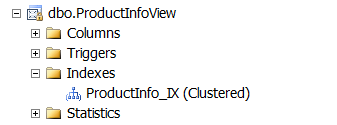 dbo.ProductInfoView
Columns
Triggers
Indexes
ProductInfo_IX (Clustered)
Statistics